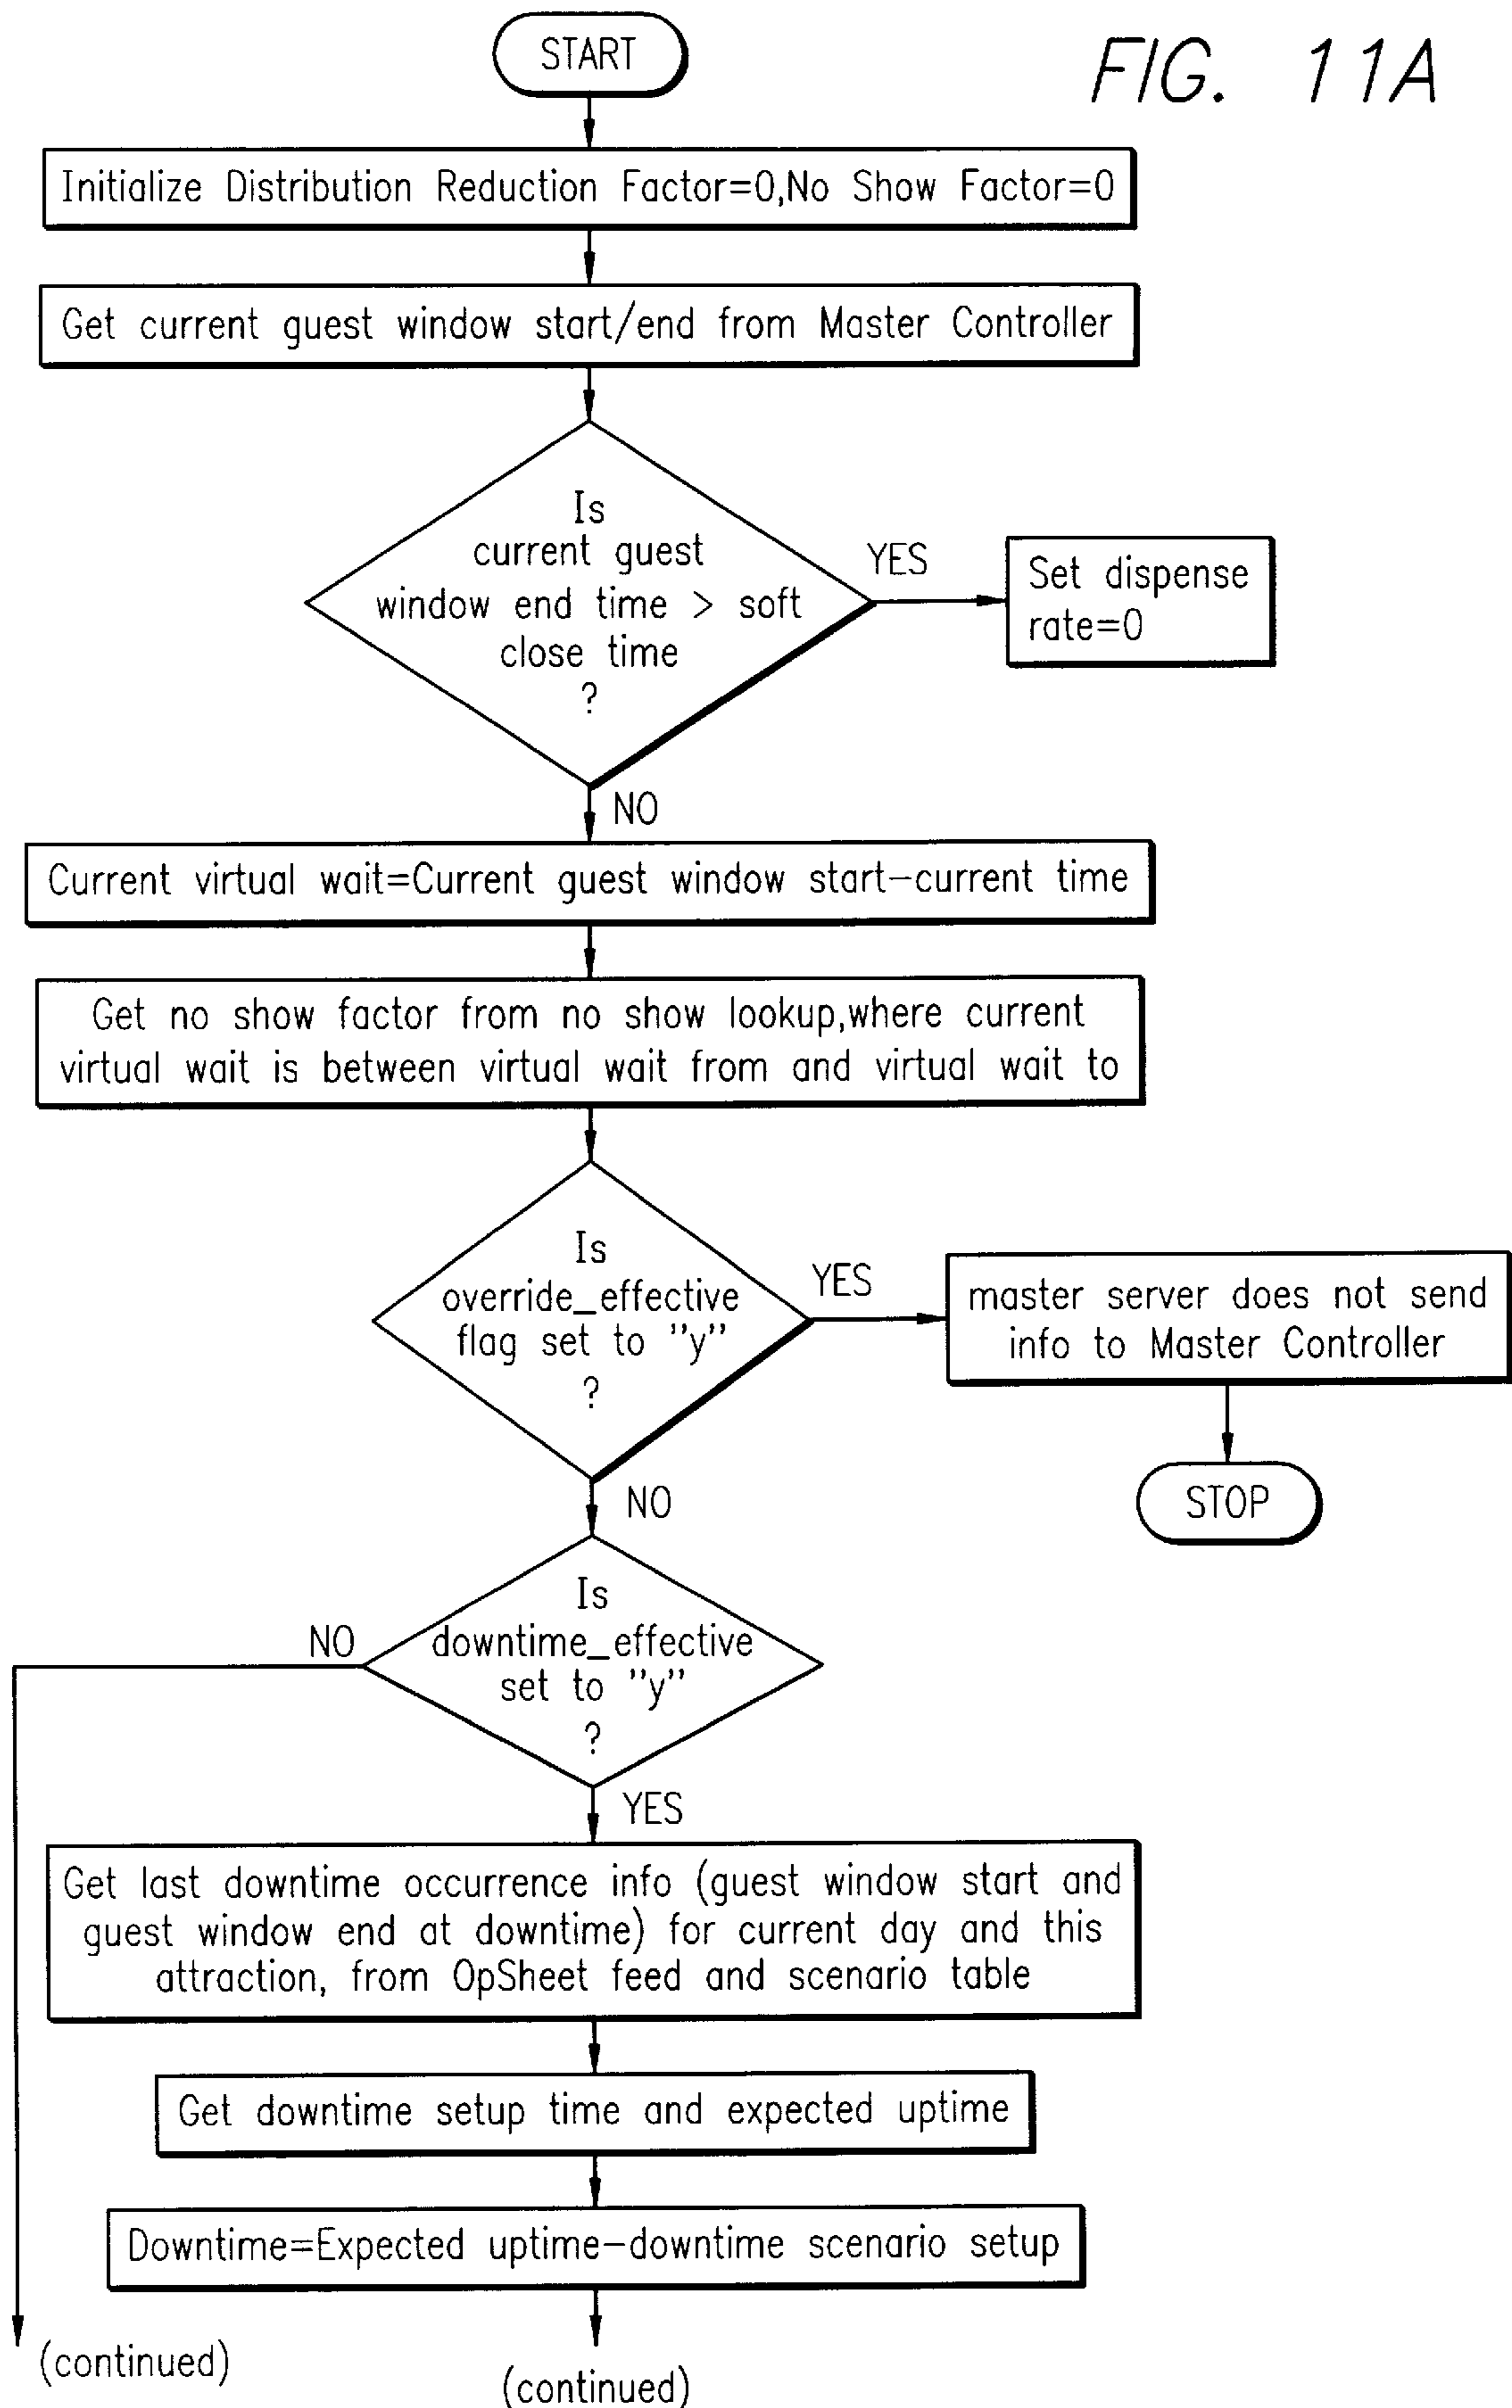 START
FIG. 11A
Initialize Distribution Reduction Factor=0,No Show Factor=0
Get current guest window start/end from Master Controller
Is
current guest
window end time > soft
close time
?
YES
Set dispense
rate=0
NO
Current virtual wait=Current guest window start-current time
Get no show factor from no show lookup,where current
virtual wait is between virtual wait from and virtual wait to
Is
override_effective
flag set to "y"
?
YES
master server does not send
info to Master Controller
STOP
NO
Is
downtime_effective
set to "y"
?
NO
YES
Get last downtime occurrence info (guest window start and
guest window end at downtime) for current day and this
attraction, from OpSheet feed and scenario table
Get downtime setup time and expected uptime
Downtime=Expected uptime-downtime scenario setup
(continued)
(continued)